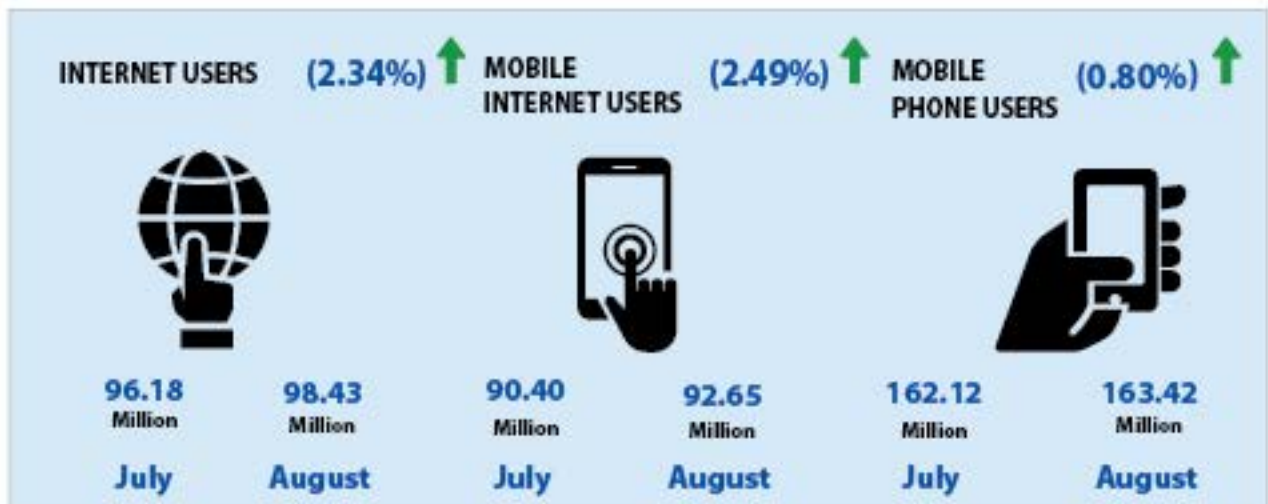 INTERNET USERS (2.34%)
MOBILE
INTERNET USERS (2.49%)
MOBILE
PHONE USERS (0.80%)
96.18
Million
July
98.43
Million
August
90.40
Million
July
92.65
Million
August
162.12
Million
July
163.42
Million
August